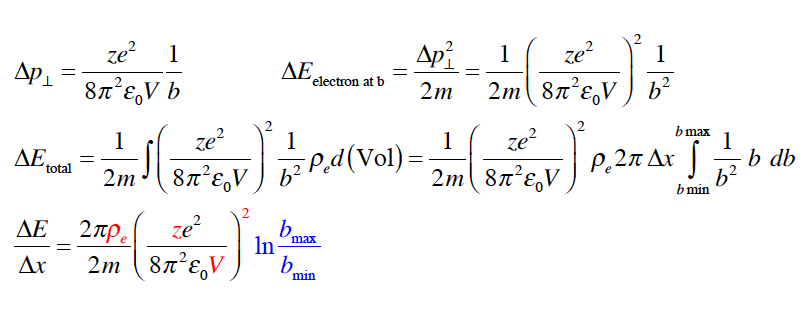 Δp⊥ = ze²/(8π²ε₀V) 1/b    ΔE_electron at b = Δp⊥²/(2m) = 1/(2m) (ze²/(8π²ε₀V))² 1/b²
ΔE_total = 1/(2m) ∫(ze²/(8π²ε₀V))² 1/b² ρ_e d(Vol) = 1/(2m) (ze²/(8π²ε₀V))² ρ_e 2π Δx ∫_{b min}^{b max} 1/b² b db
ΔE/Δx = 2πρ_e/(2m) (ze²/(8π²ε₀V))² ln b_max/b_min